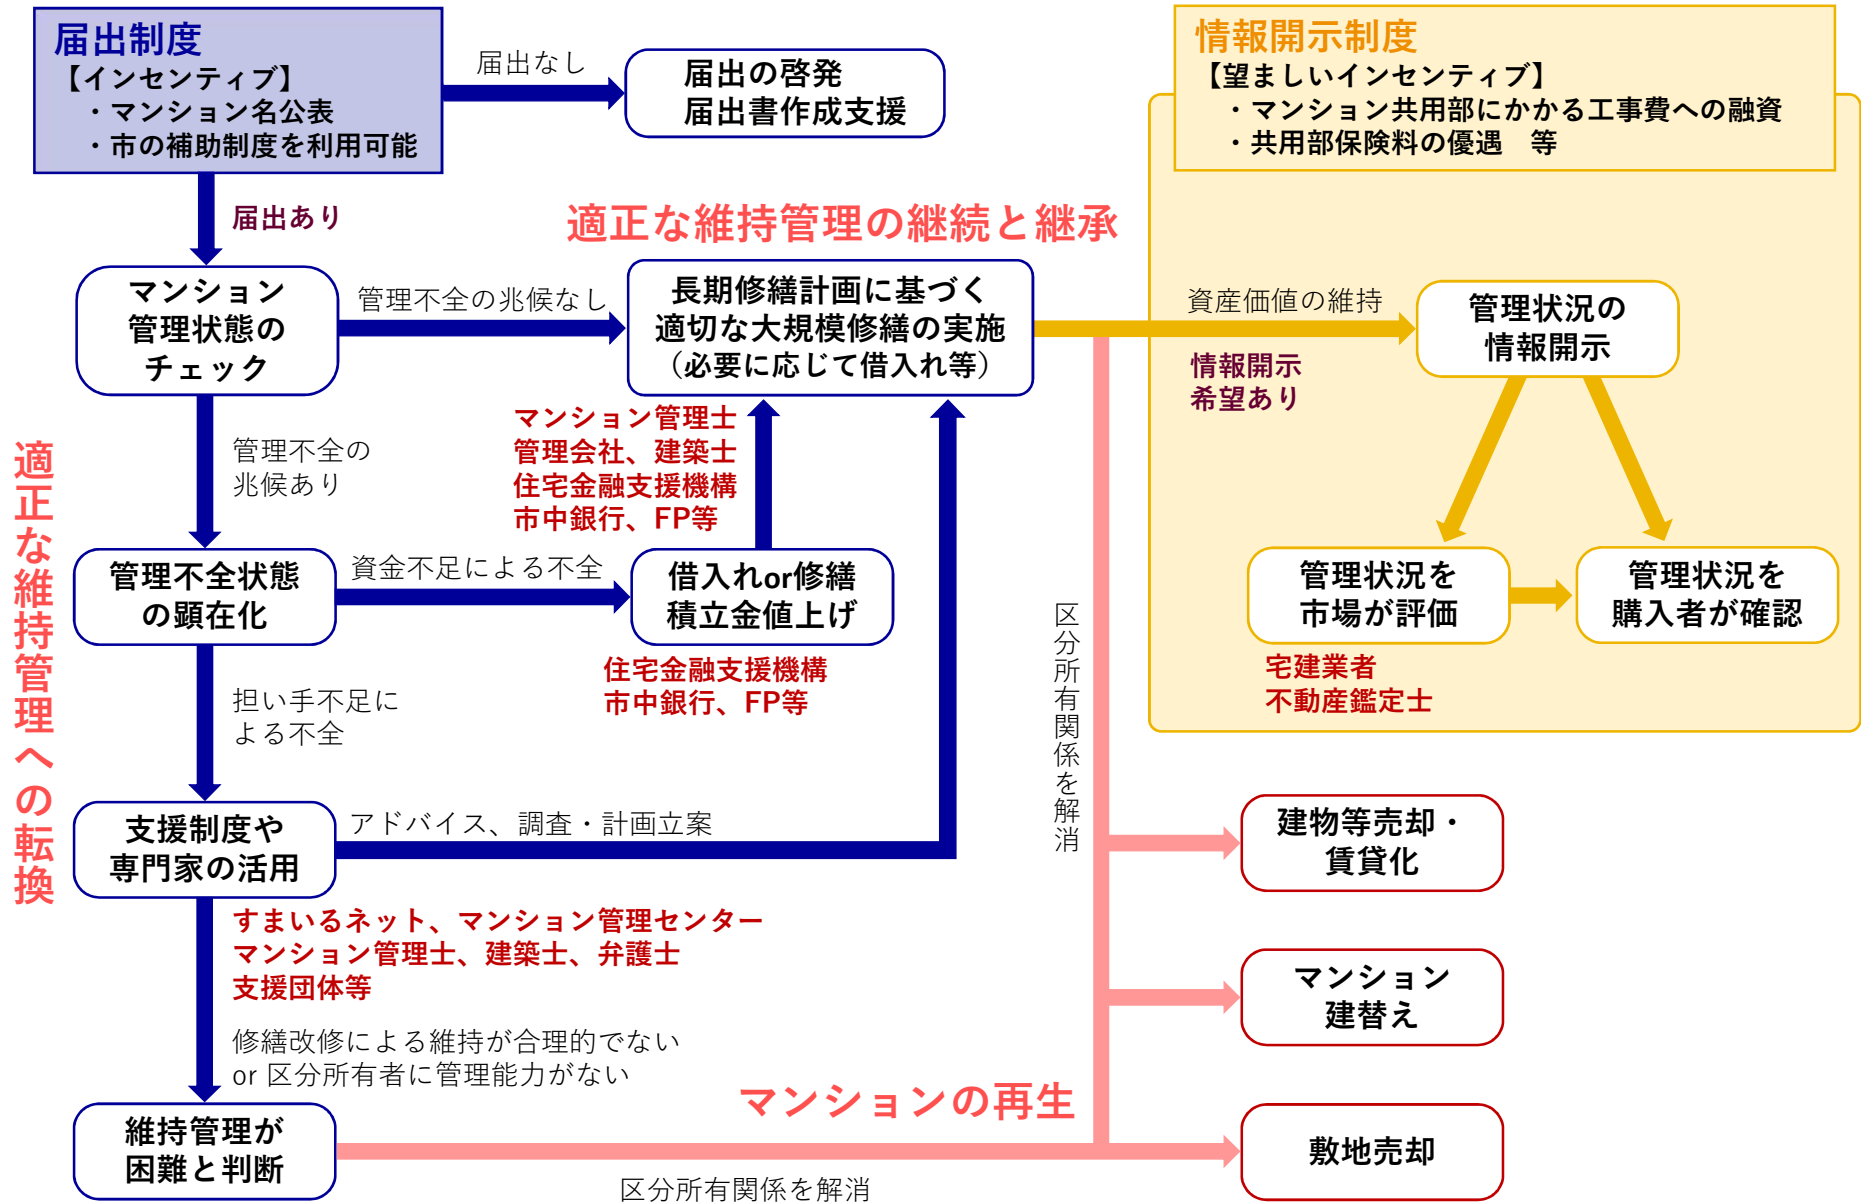 届出制度
【インセンティブ】
・マンション名公表
・市の補助制度を利用可能
届出なし
届出の啓発
届出書作成支援
情報開示制度
【望ましいインセンティブ】
・マンション共用部にかかる工事費への融資
・共用部保険料の優遇　等
届出あり
適正な維持管理の継続と継承
マンション
管理状態の
チェック
管理不全の兆候なし
長期修繕計画に基づく
適切な大規模修繕の実施
（必要に応じて借入れ等）
資産価値の維持
情報開示
希望あり
管理状況の
情報開示
適正な維持管理への転換
管理不全の
兆候あり
マンション管理士
管理会社、建築士
住宅金融支援機構
市中銀行、FP等
管理不全状態
の顕在化
資金不足による不全
借入れor修繕
積立金値上げ
住宅金融支援機構
市中銀行、FP等
区分所有関係を解消
管理状況を
市場が評価
管理状況を
購入者が確認
宅建業者
不動産鑑定士
担い手不足に
よる不全
支援制度や
専門家の活用
アドバイス、調査・計画立案
建物等売却・
賃貸化
すまいるネット、マンション管理センター
マンション管理士、建築士、弁護士
支援団体等
マンション
建替え
修繕改修による維持が合理的でない
or 区分所有者に管理能力がない
マンションの再生
維持管理が
困難と判断
区分所有関係を解消
敷地売却